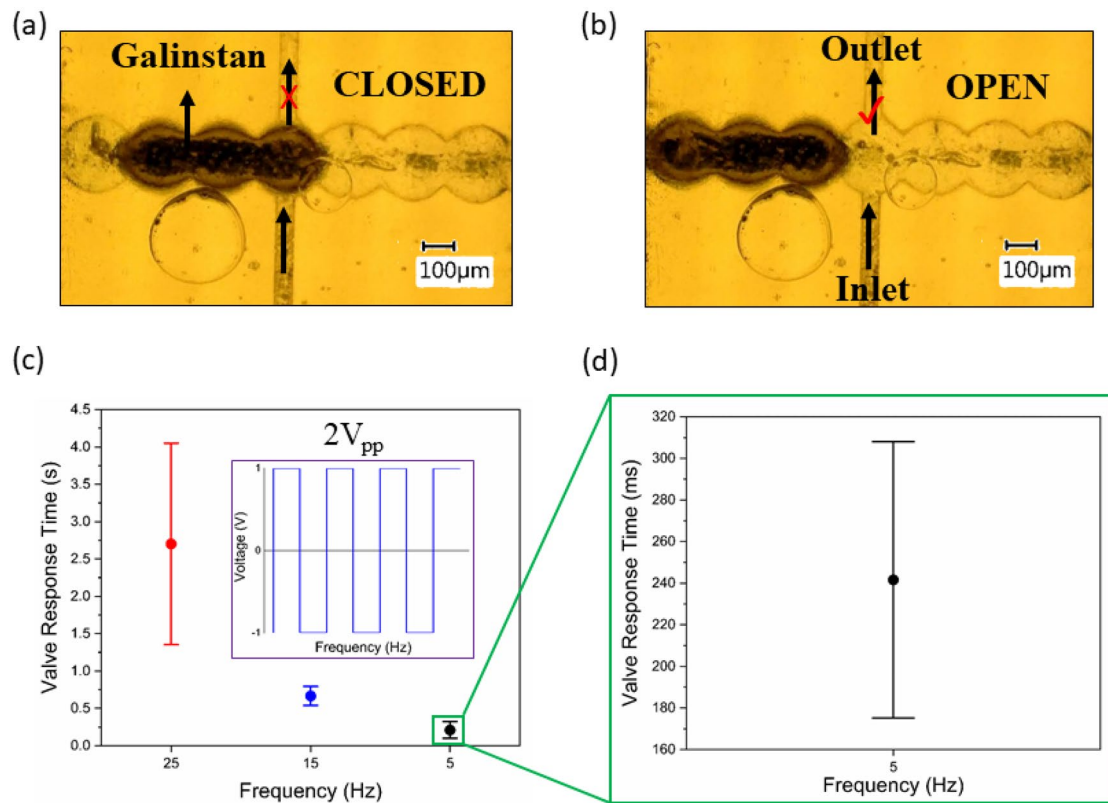 (a)
Galinstan
CLOSED
X
100µm
(b)
Outlet
OPEN
✓
Inlet
100µm
(c)
4.5
4.0
3.5
3.0
2.5
2.0
1.5
1.0
0.5
0.0
Valve Response Time (s)
2Vpp
1
0
-1
Voltage (V)
Frequency (Hz)
25 15 5
Frequency (Hz)
(d)
320
300
280
260
240
220
200
180
160
Valve Response Time (ms)
5
Frequency (Hz)